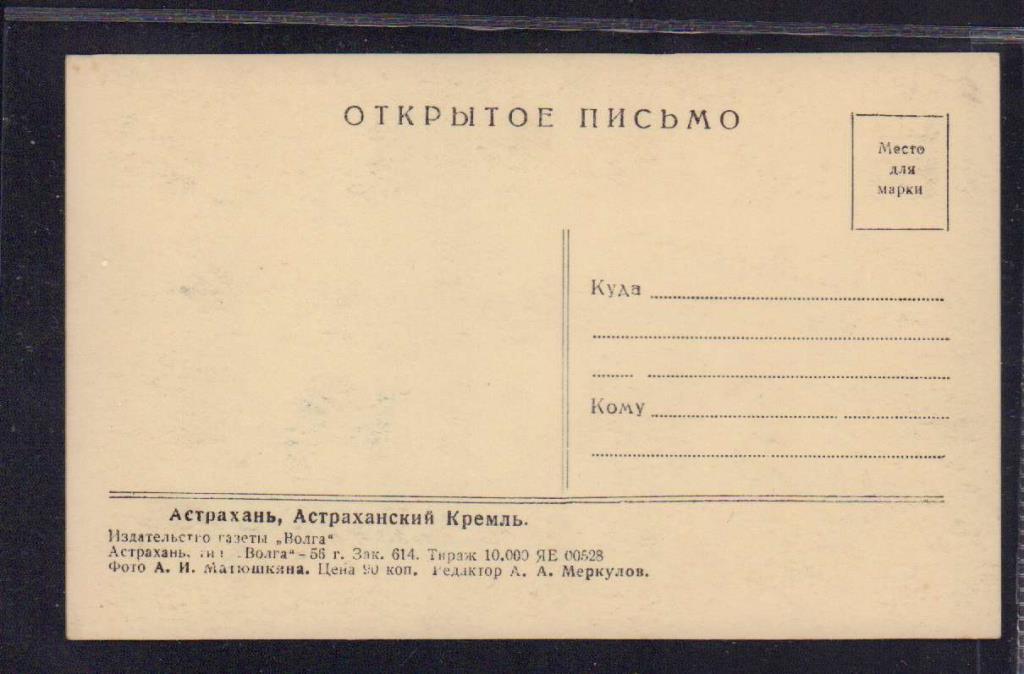 ОТКРЫТОЕ ПИСЬМО
Место
для
марки
Куда
Кому
Астрахань, Астраханский Кремль.
Издательство газеты „Волга“
Астрахань, тип. „Волга“–56 г. Зак. 614. Тираж 10.000 ЯЕ 00528
Фото А. И. Матюшкина. Цена 90 коп. Редактор А. А. Меркулов.